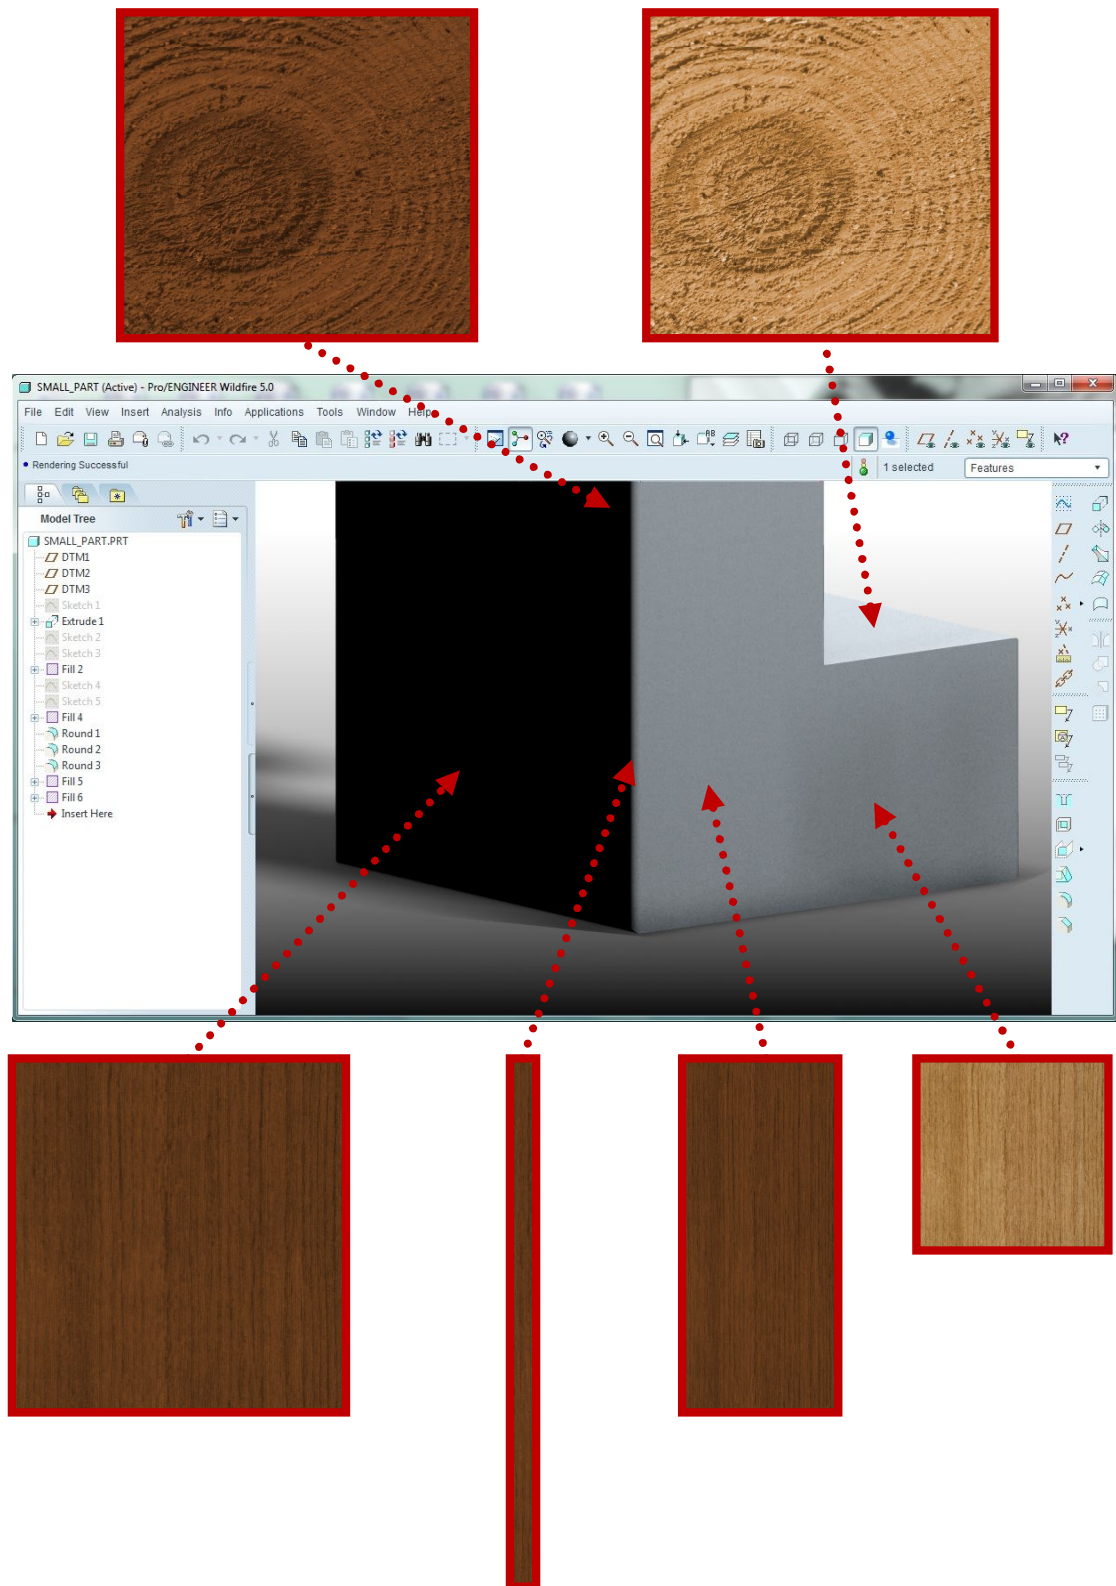 SMALL_PART (Active) - Pro/ENGINEER Wildfire 5.0
File Edit View Insert Analysis Info Applications Tools Window Help
Rendering Successful
1 selected
Features
Model Tree
SMALL_PART.PRT
DTM1
DTM2
DTM3
Sketch 1
Extrude 1
Sketch 2
Sketch 3
Fill 2
Sketch 4
Sketch 5
Fill 4
Round 1
Round 2
Round 3
Fill 5
Fill 6
Insert Here